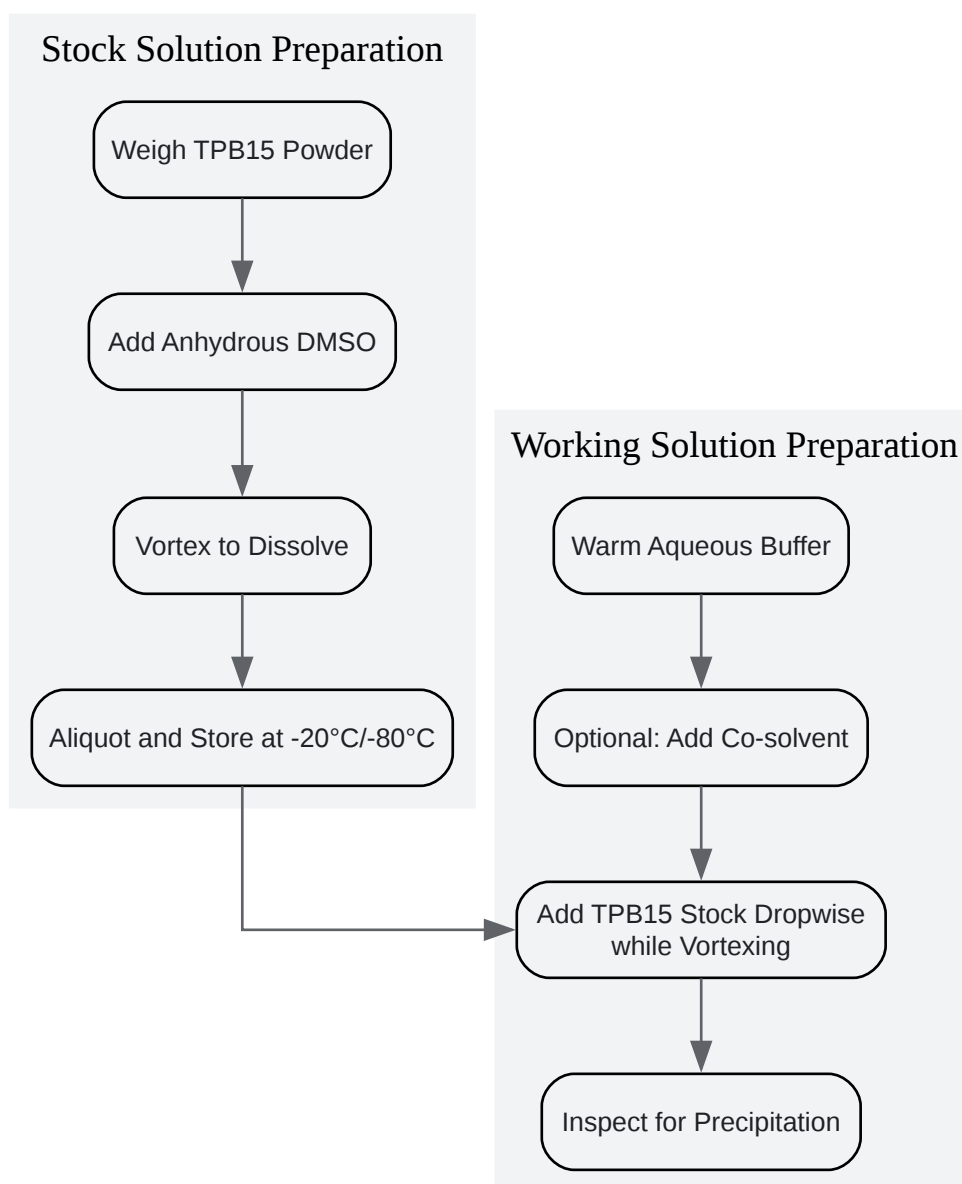 Stock Solution Preparation
Weigh TPB15 Powder
Add Anhydrous DMSO
Vortex to Dissolve
Aliquot and Store at -20°C/-80°C
Working Solution Preparation
Warm Aqueous Buffer
Optional: Add Co-solvent
Add TPB15 Stock Dropwise
while Vortexing
Inspect for Precipitation